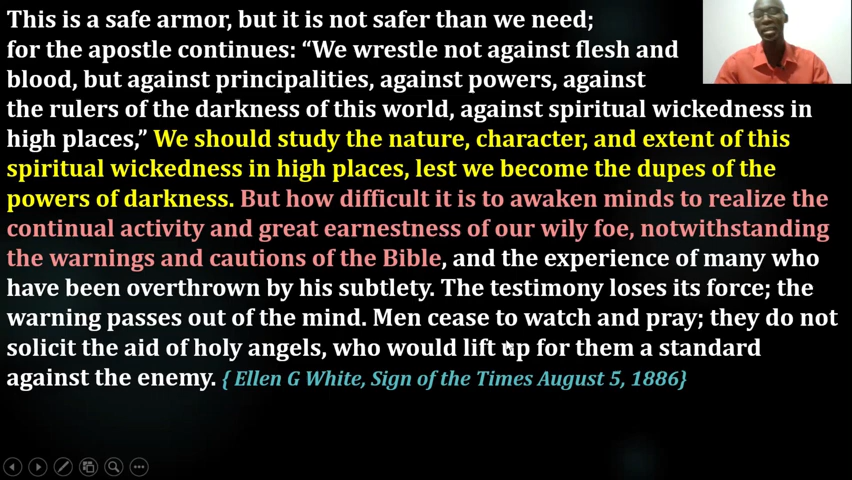 This is a safe armor, but it is not safer than we need;
for the apostle continues: “We wrestle not against flesh and
blood, but against principalities, against powers, against
the rulers of the darkness of this world, against spiritual wickedness in
high places,” We should study the nature, character, and extent of this
spiritual wickedness in high places, lest we become the dupes of the
powers of darkness. But how difficult it is to awaken minds to realize the
continual activity and great earnestness of our wily foe, notwithstanding
the warnings and cautions of the Bible, and the experience of many who
have been overthrown by his subtlety. The testimony loses its force; the
warning passes out of the mind. Men cease to watch and pray; they do not
solicit the aid of holy angels, who would lift up for them a standard
against the enemy. { Ellen G White, Sign of the Times August 5, 1886}